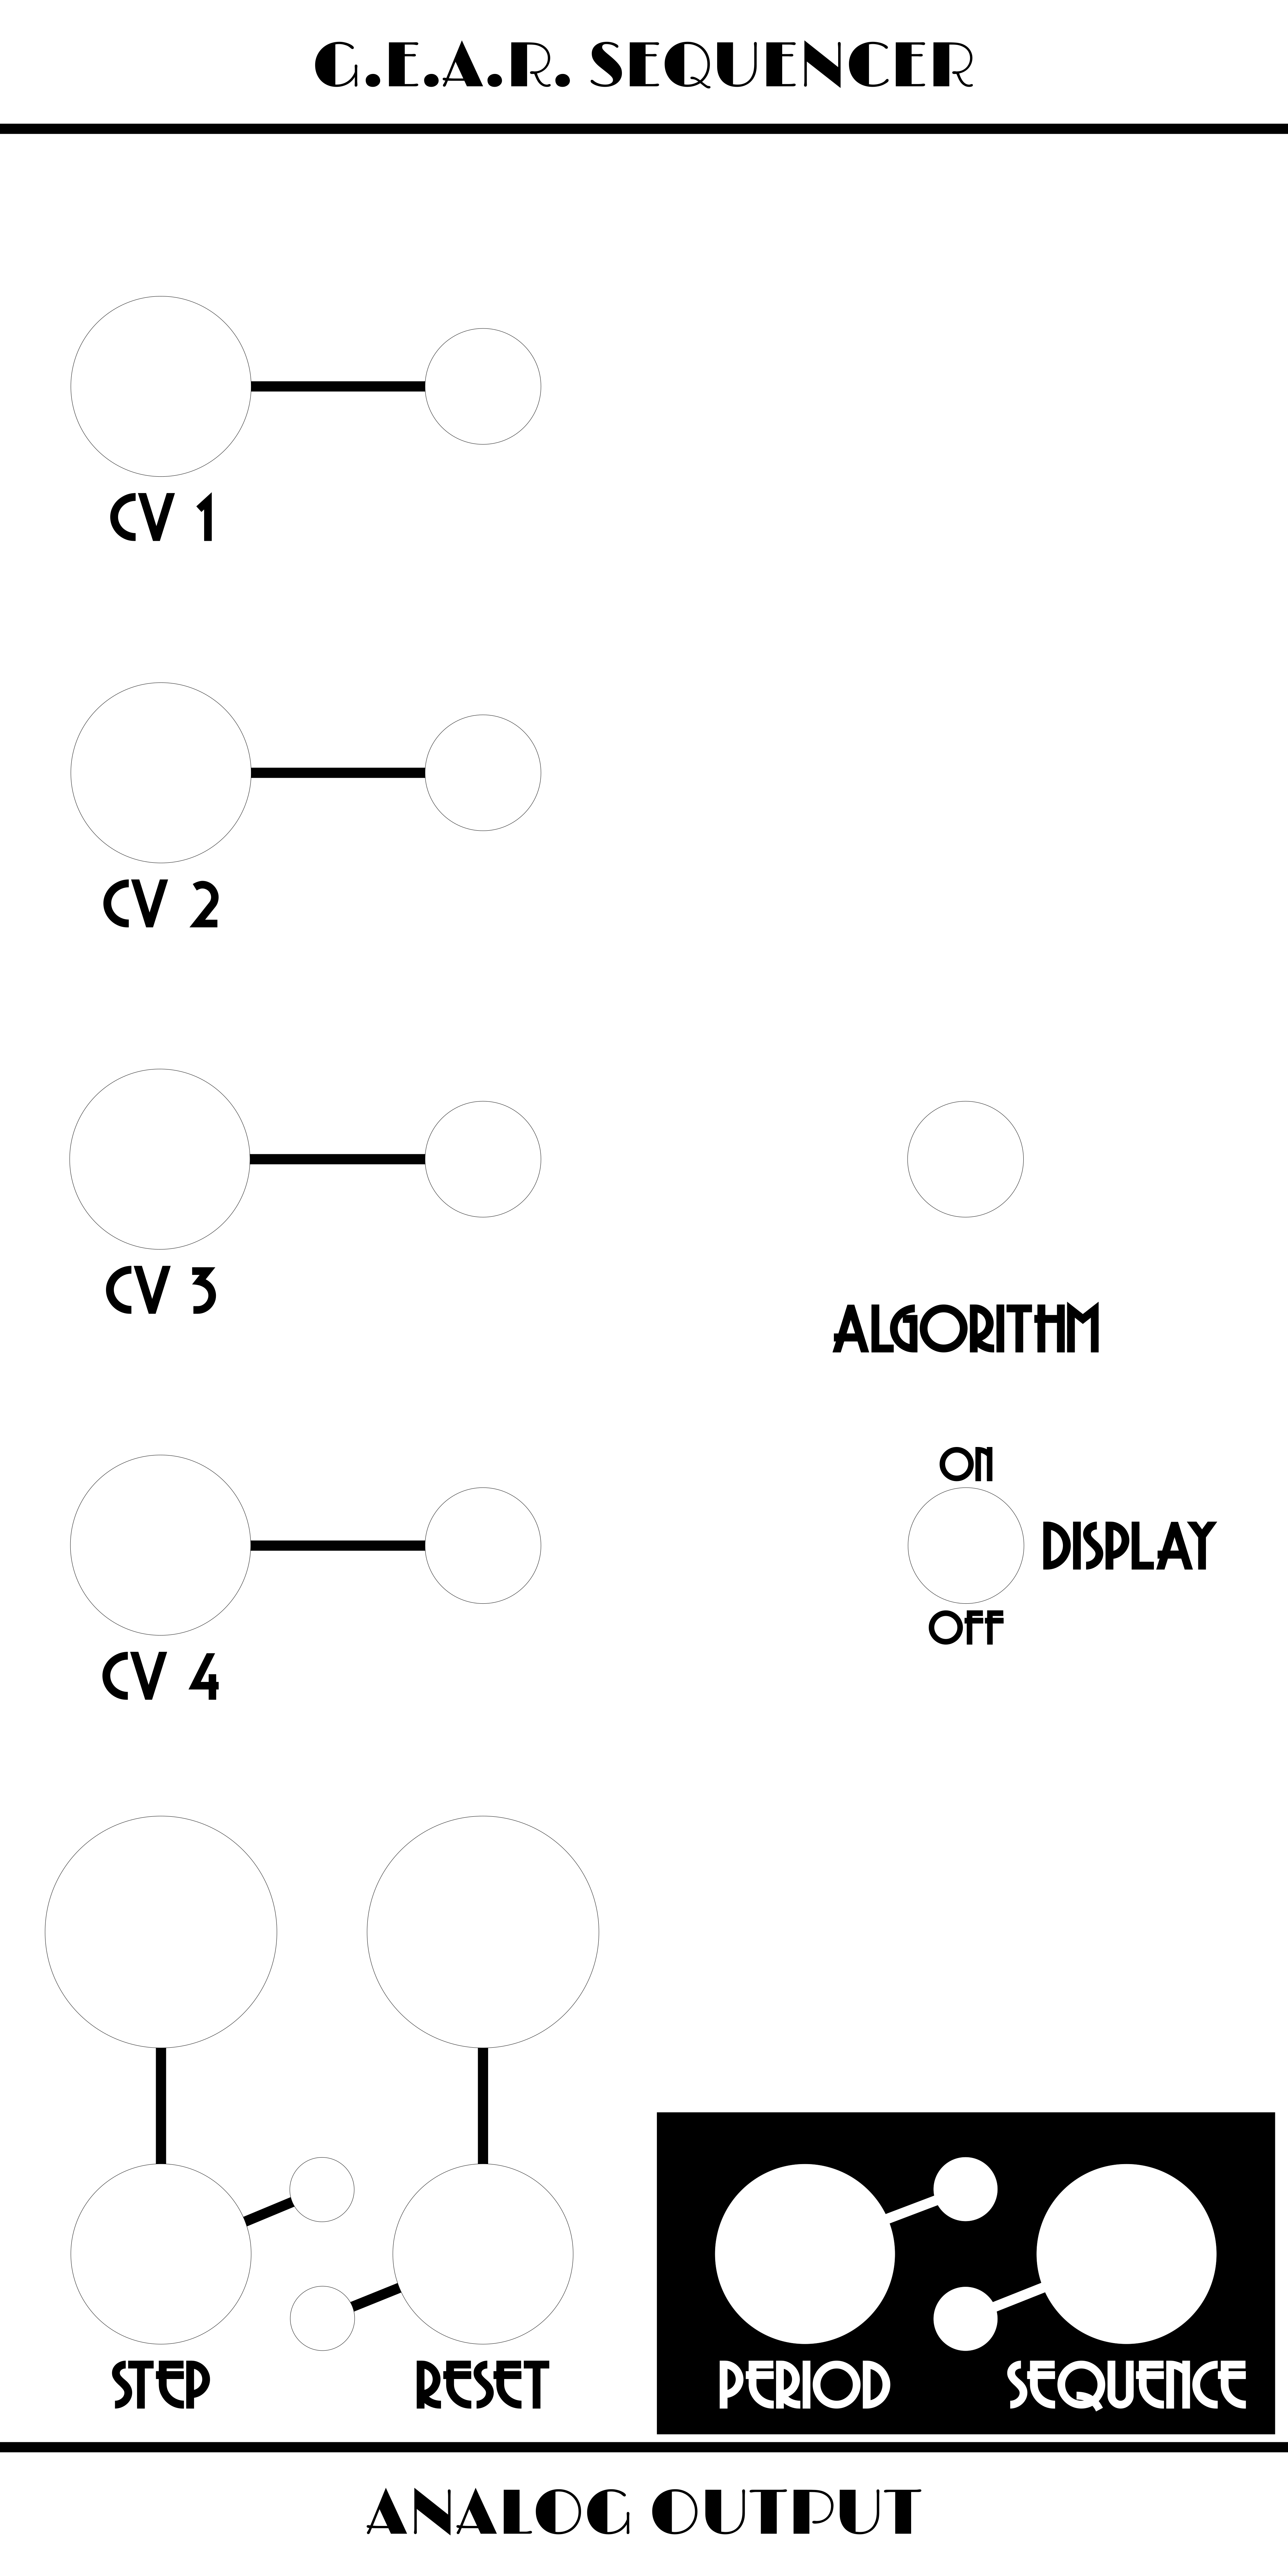 G.E.A.R. SEQUENCER
CV 1
CV 2
CV 3
ALGORITHM
ON
DISPLAY
OFF
CV 4
STEP
RESET
PERIOD
SEQUENCE
ANALOG OUTPUT